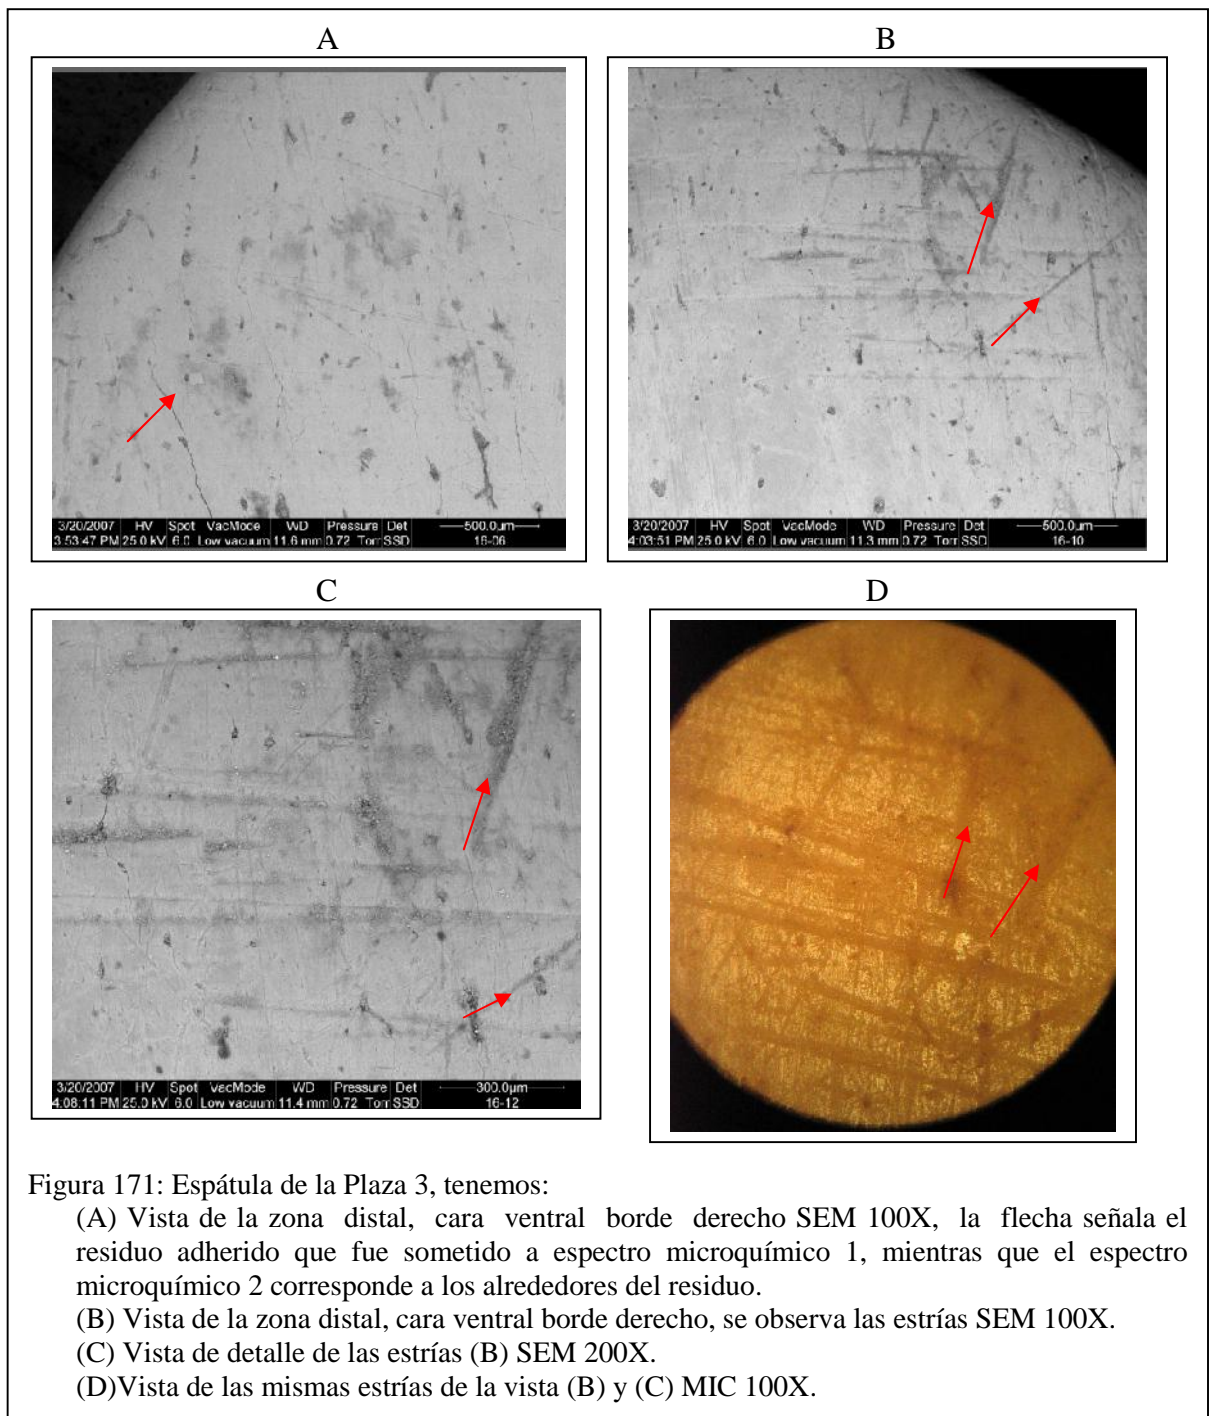 A
B
3/20/2007 HV Spot VacMode WD Pressure Det 500.0µm
3:53:47 PM 25.0 kV 6.0 Low vacuum 11.6 mm 0.72 Torr SSD 16-06
3/20/2007 HV Spot VacMode WD Pressure Det 500.0µm
4:03:51 PM 25.0 kV 6.0 Low vacuum 11.3 mm 0.72 Torr SSD 16-10
C
D
3/20/2007 HV Spot VacMode WD Pressure Det 300.0µm
4:08:11 PM 25.0 kV 6.0 Low vacuum 11.4 mm 0.72 Torr SSD 16-12
Figura 171: Espátula de la Plaza 3, tenemos:
(A) Vista de la zona distal, cara ventral borde derecho SEM 100X, la flecha señala el
residuo adherido que fue sometido a espectro microquímico 1, mientras que el espectro
microquímico 2 corresponde a los alrededores del residuo.
(B) Vista de la zona distal, cara ventral borde derecho, se observa las estrías SEM 100X.
(C) Vista de detalle de las estrías (B) SEM 200X.
(D)Vista de las mismas estrías de la vista (B) y (C) MIC 100X.